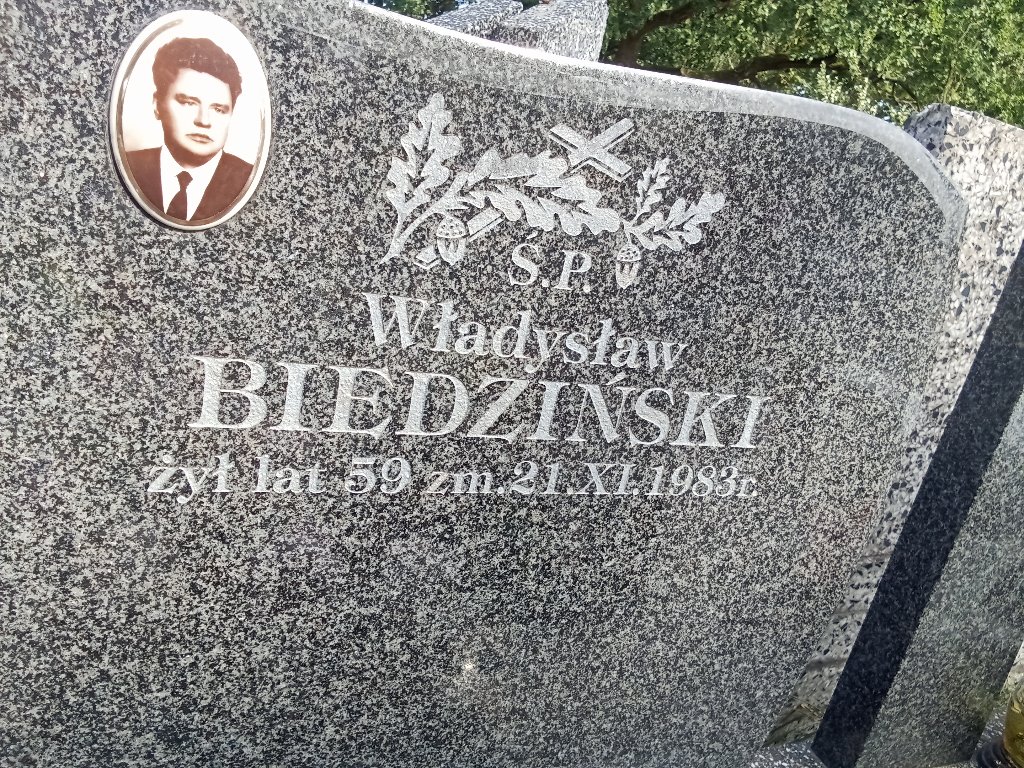 Ś.P.
Władysław
BIEDZIŃSKI
żył lat 59 zm.21.XI.1983r.